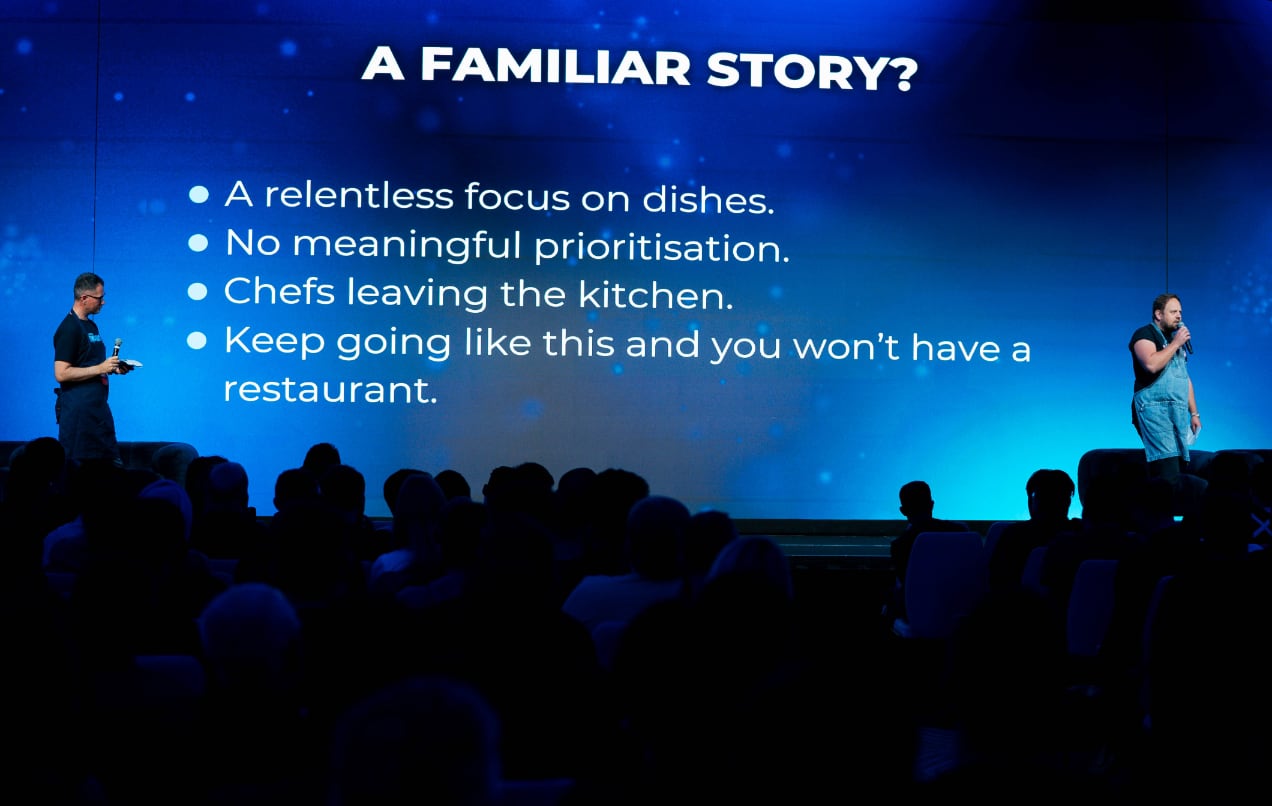 A FAMILIAR STORY?
● A relentless focus on dishes.
● No meaningful prioritisation.
● Chefs leaving the kitchen.
● Keep going like this and you won’t have a
restaurant.